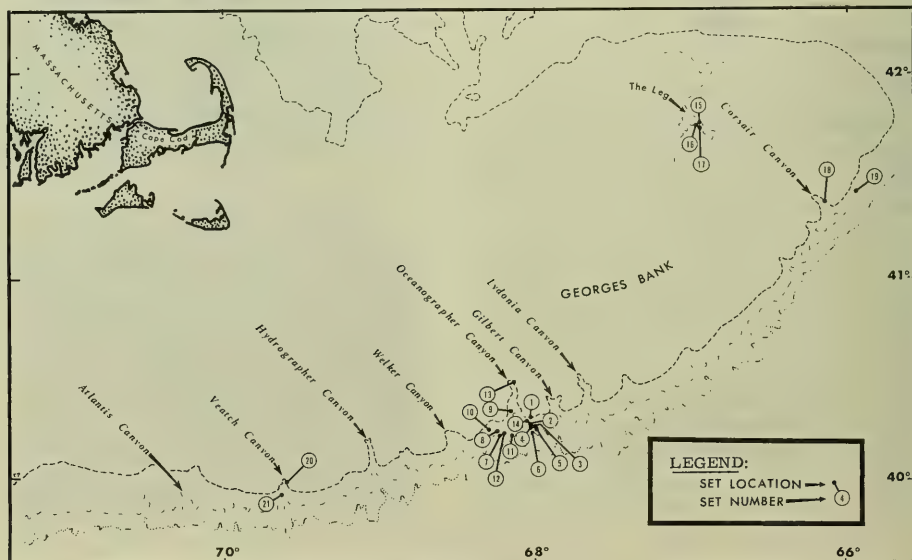 MASSACHUSETTS
Cape Cod
42°
The Leg
15
16
17
Corsair Canyon
18
19
41°
GEORGES BANK
Lydonia Canyon
Gilbert Canyon
Oceanographer Canyon
Welker Canyon
Hydrographer Canyon
Veatch Canyon
Atlantis Canyon
13
9
1
10
14
2
8
7
11
4
12
6
5
3
20
21
40°
LEGEND:
SET LOCATION
SET NUMBER
4
70°
68°
66°